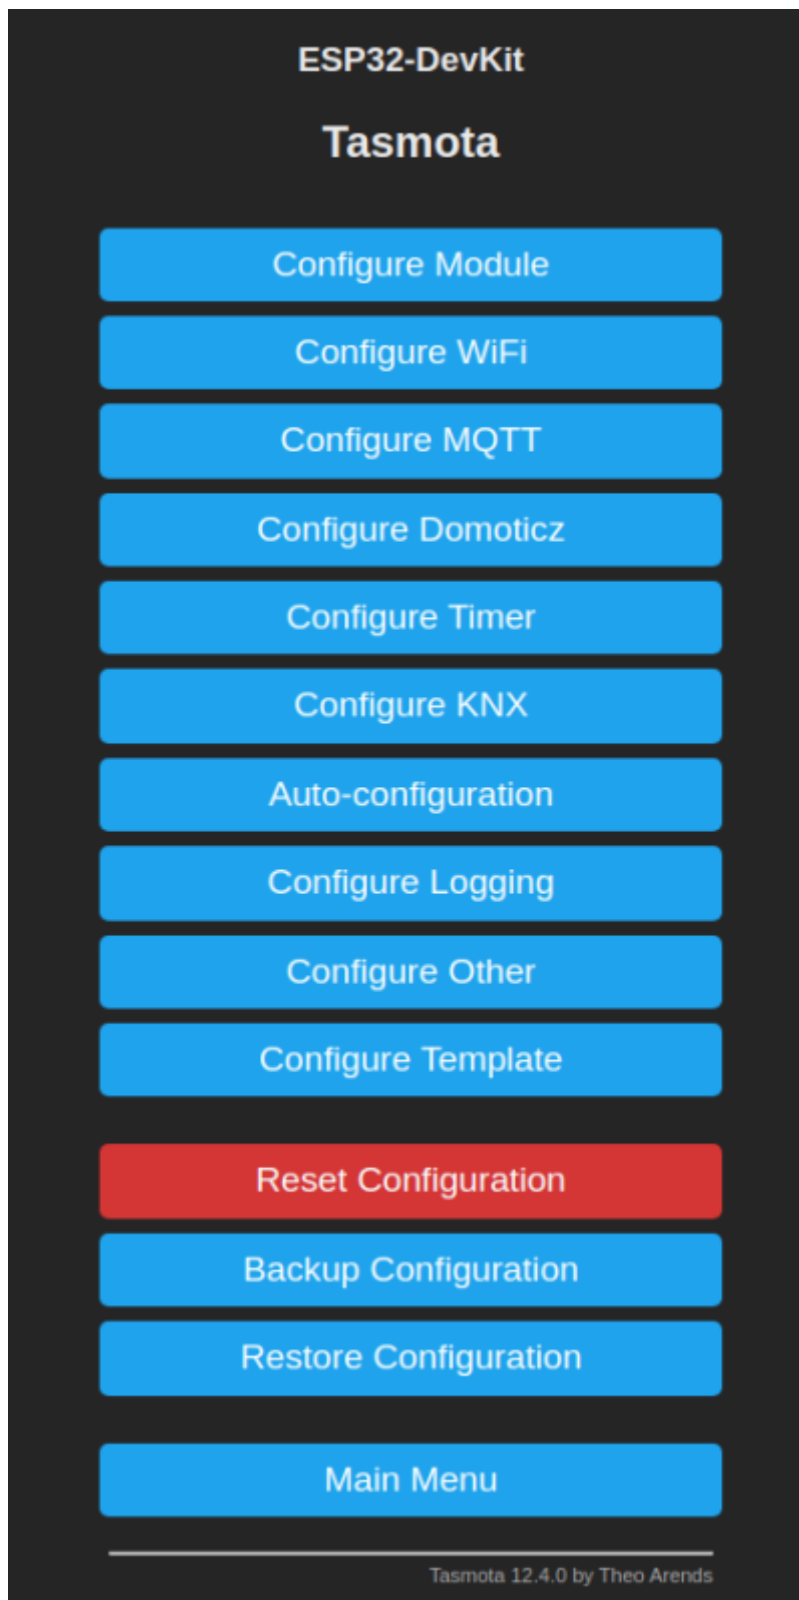 ESP32-DevKit
Tasmota
Configure Module
Configure WiFi
Configure MQTT
Configure Domoticz
Configure Timer
Configure KNX
Auto-configuration
Configure Logging
Configure Other
Configure Template
Reset Configuration
Backup Configuration
Restore Configuration
Main Menu
Tasmota 12.4.0 by Theo Arends